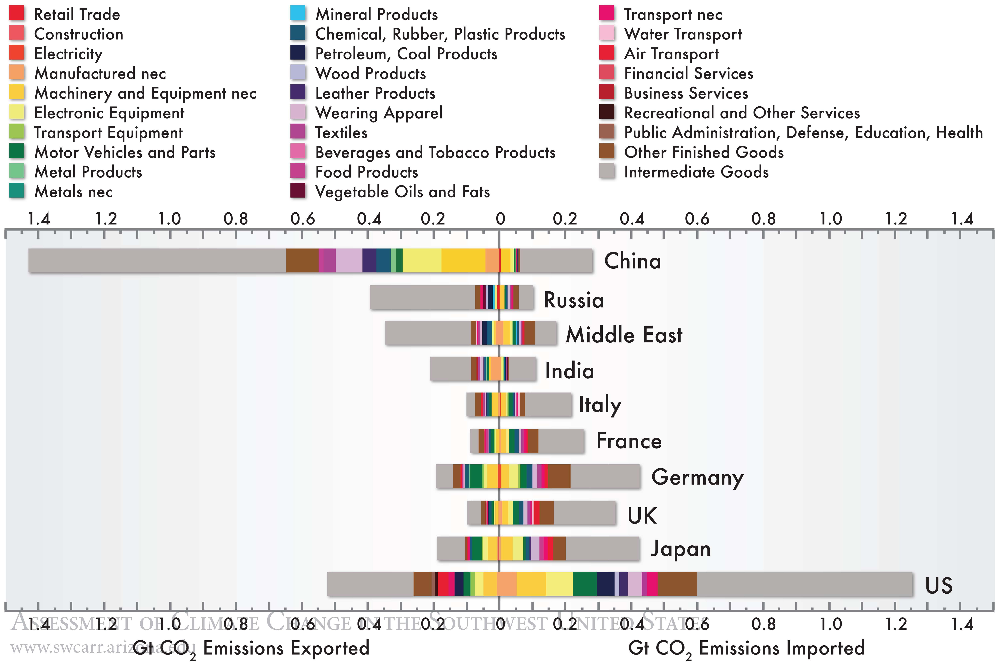 Retail Trade
Construction
Electricity
Manufactured nec
Machinery and Equipment nec
Electronic Equipment
Transport Equipment
Motor Vehicles and Parts
Metal Products
Metals nec
Mineral Products
Chemical, Rubber, Plastic Products
Petroleum, Coal Products
Wood Products
Leather Products
Wearing Apparel
Textiles
Beverages and Tobacco Products
Food Products
Vegetable Oils and Fats
Transport nec
Water Transport
Air Transport
Financial Services
Business Services
Recreational and Other Services
Public Administration, Defense, Education, Health
Other Finished Goods
Intermediate Goods
1.4 1.2 1.0 0.8 0.6 0.4 0.2 0 0.2 0.4 0.6 0.8 1.0 1.2 1.4
China
Russia
Middle East
India
Italy
France
Germany
UK
Japan
US
Assessment of Climate Change in the Southwest United States
1.4 1.2 1.0 0.8 0.6 0.4 0.2 0 0.2 0.4 0.6 0.8 1.0 1.2 1.4
www.swcarr.arizona.edu
Gt CO₂ Emissions Exported
Gt CO₂ Emissions Imported